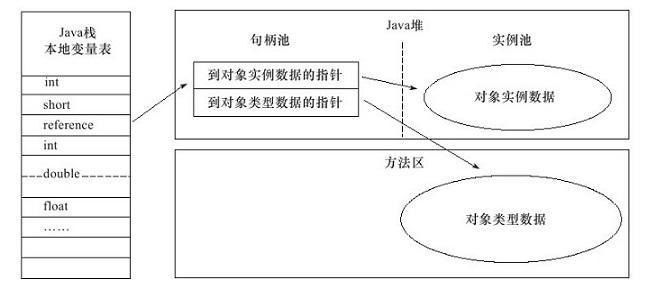 Java栈
本地变量表
int
short
reference
int
double
float
……
Java堆
句柄池
实例池
到对象实例数据的指针
到对象类型数据的指针
对象实例数据
方法区
对象类型数据